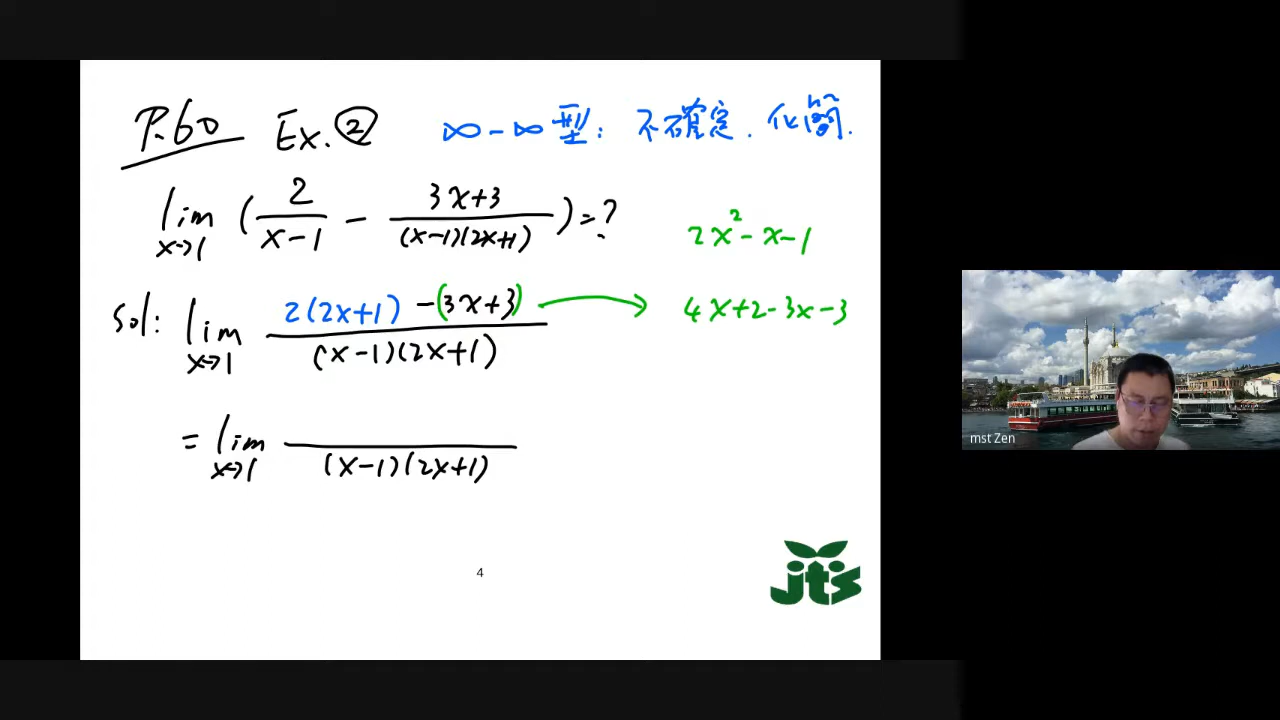 P.60 Ex. ② ∞-∞型: 不確定. 化簡.
lim x→1 ( 2/(x-1) - (3x+3)/((x-1)(2x+1)) ) = ?
2x²-x-1
Sol: lim x→1 (2(2x+1) -(3x+3))/((x-1)(2x+1)) → 4x+2-3x-3
= lim x→1 ———/((x-1)(2x+1))
mst Zen
jts
4